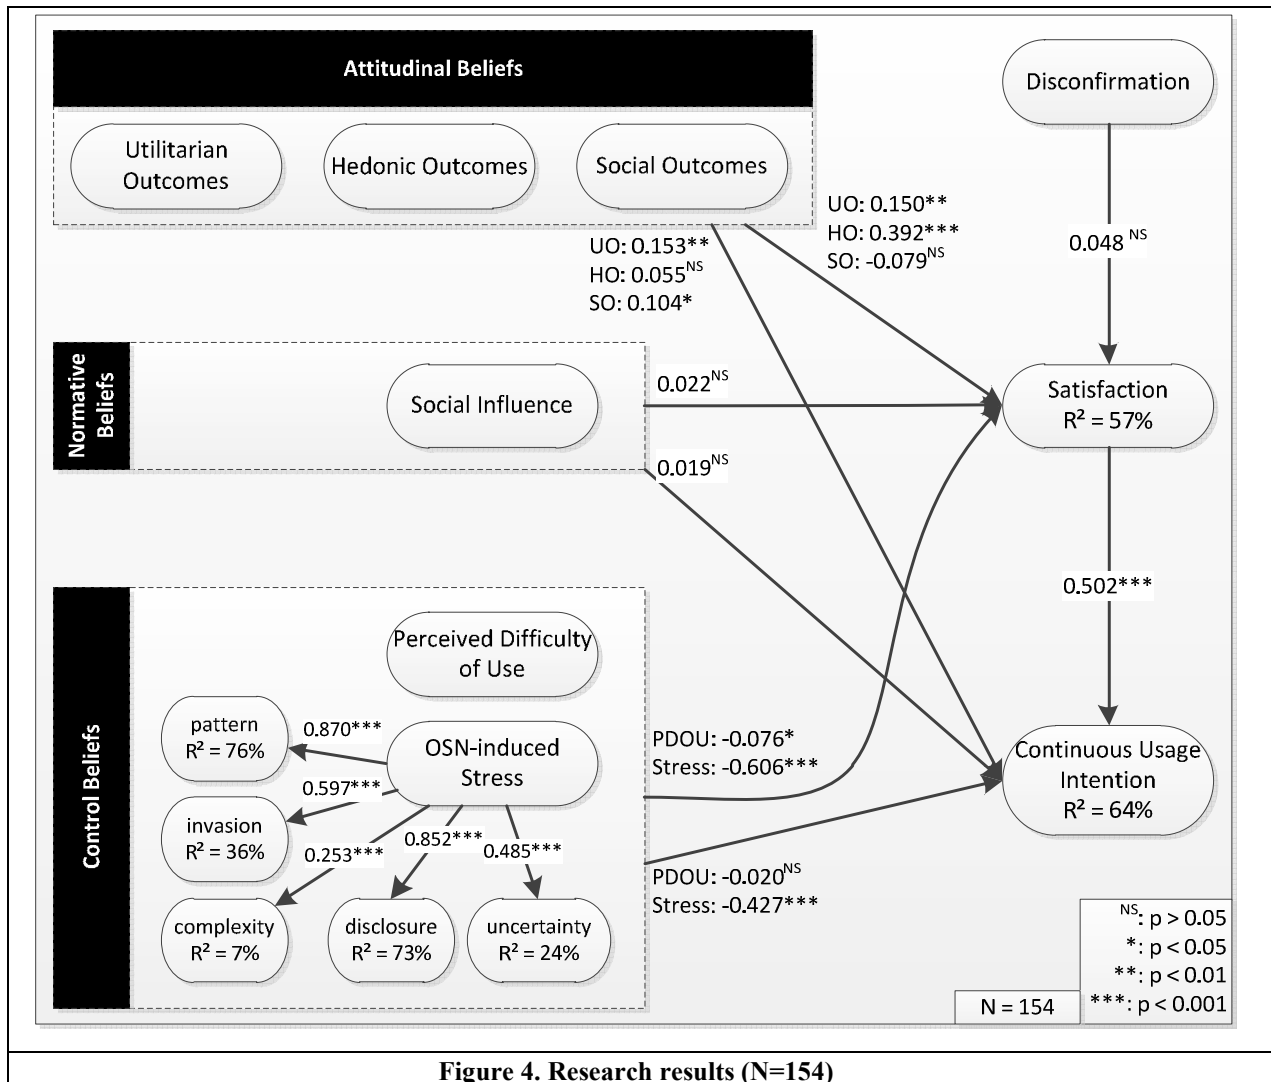 Attitudinal Beliefs
Disconfirmation
Utilitarian
Outcomes
Hedonic Outcomes
Social Outcomes
UO: 0.150**
HO: 0.392***
SO: -0.079NS
UO: 0.153**
HO: 0.055NS
SO: 0.104*
0.048 NS
Normative
Beliefs
Social Influence
0.022NS
0.019NS
Satisfaction
R² = 57%
0.502***
Control Beliefs
Perceived Difficulty
of Use
OSN-induced
Stress
pattern
R² = 76%
0.870***
invasion
R² = 36%
0.597***
0.253***
0.852***
0.485***
complexity
R² = 7%
disclosure
R² = 73%
uncertainty
R² = 24%
PDOU: -0.076*
Stress: -0.606***
PDOU: -0.020NS
Stress: -0.427***
Continuous Usage
Intention
R² = 64%
NS: p > 0.05
*: p < 0.05
**: p < 0.01
***: p < 0.001
N = 154
Figure 4. Research results (N=154)